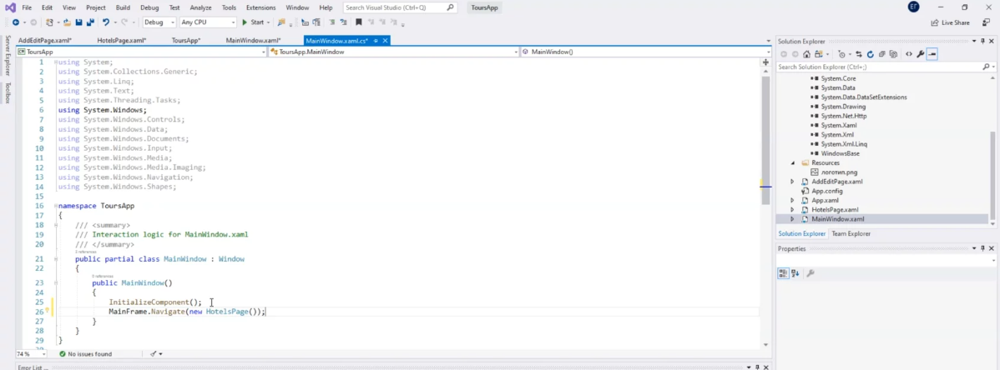 File Edit View Project Build Debug Test Analyze Tools Extensions Window Help Search Visual Studio (Ctrl+Q) ToursApp ЕГ
Debug Any CPU Start Live Share
AddEditPage.xaml* HotelsPage.xaml* ToursApp* MainWindow.xaml* MainWindow.xaml.cs*
ToursApp ToursApp.MainWindow MainWindow()
Server Explorer
Toolbox
1 using System;
2 using System.Collections.Generic;
3 using System.Linq;
4 using System.Text;
5 using System.Threading.Tasks;
6 using System.Windows;
7 using System.Windows.Controls;
8 using System.Windows.Data;
9 using System.Windows.Documents;
10 using System.Windows.Input;
11 using System.Windows.Media;
12 using System.Windows.Media.Imaging;
13 using System.Windows.Navigation;
14 using System.Windows.Shapes;
15
16 namespace ToursApp
17 {
18 /// <summary>
19 /// Interaction logic for MainWindow.xaml
20 /// </summary>
21 public partial class MainWindow : Window
22 {
0 references
23 public MainWindow()
24 {
25 InitializeComponent();
26 MainFrame.Navigate(new HotelsPage());
27 }
28 }
29 }
74 % No issues found
Error List ...
Solution Explorer
Search Solution Explorer (Ctrl+;)
System.Core
System.Data
System.Data.DataSetExtensions
System.Drawing
System.Net.Http
System.Xaml
System.Xml
System.Xml.Linq
WindowsBase
Resources
логотип.png
AddEditPage.xaml
App.config
App.xaml
HotelsPage.xaml
MainWindow.xaml
Solution Explorer Team Explorer
Properties